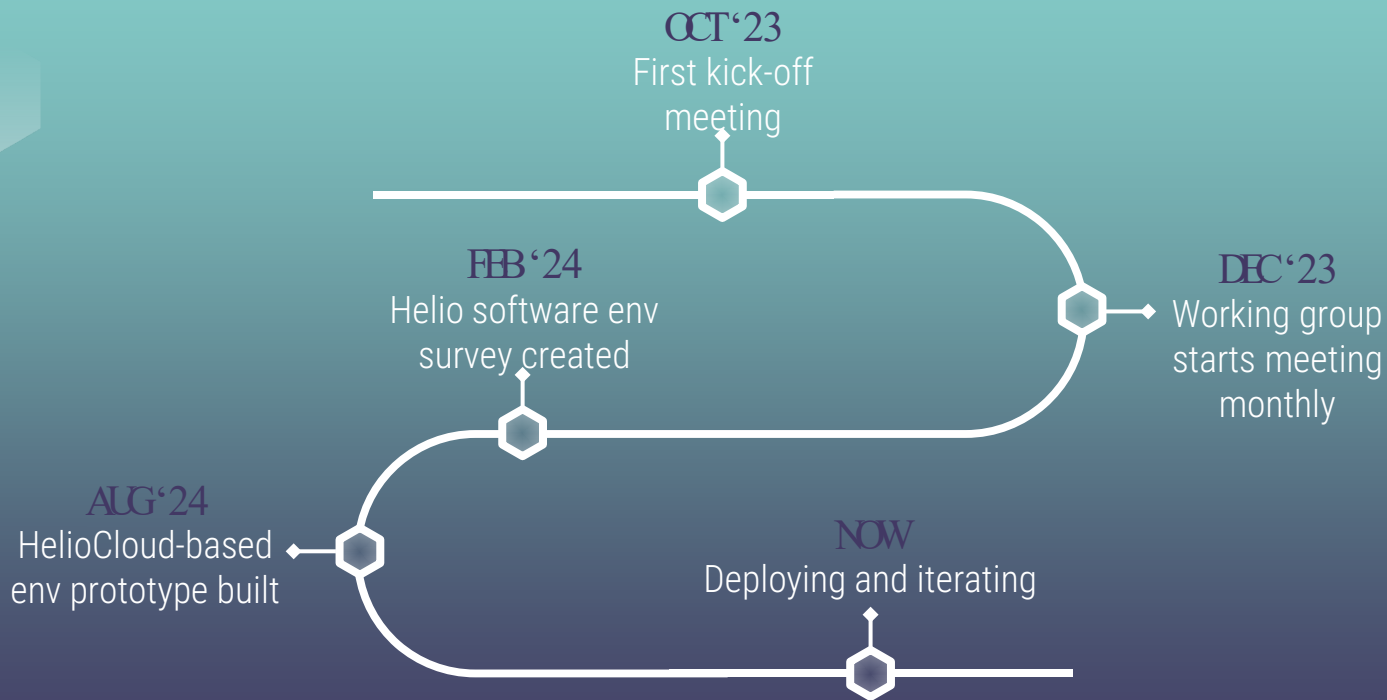 OCT ‘23
First kick-off
meeting
DEC ‘23
Working group
starts meeting
monthly
FEB ‘24
Helio software env
survey created
AUG ‘24
HelioCloud-based
env prototype built
NOW
Deploying and iterating